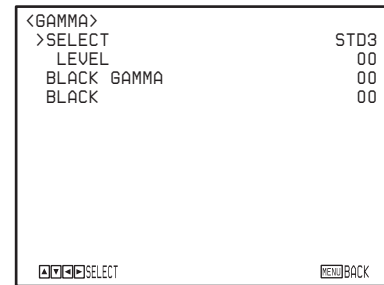 <GAMMA>
>SELECT STD3
LEVEL 00
BLACK GAMMA 00
BLACK 00
▲▼◀▶SELECT MENU BACK